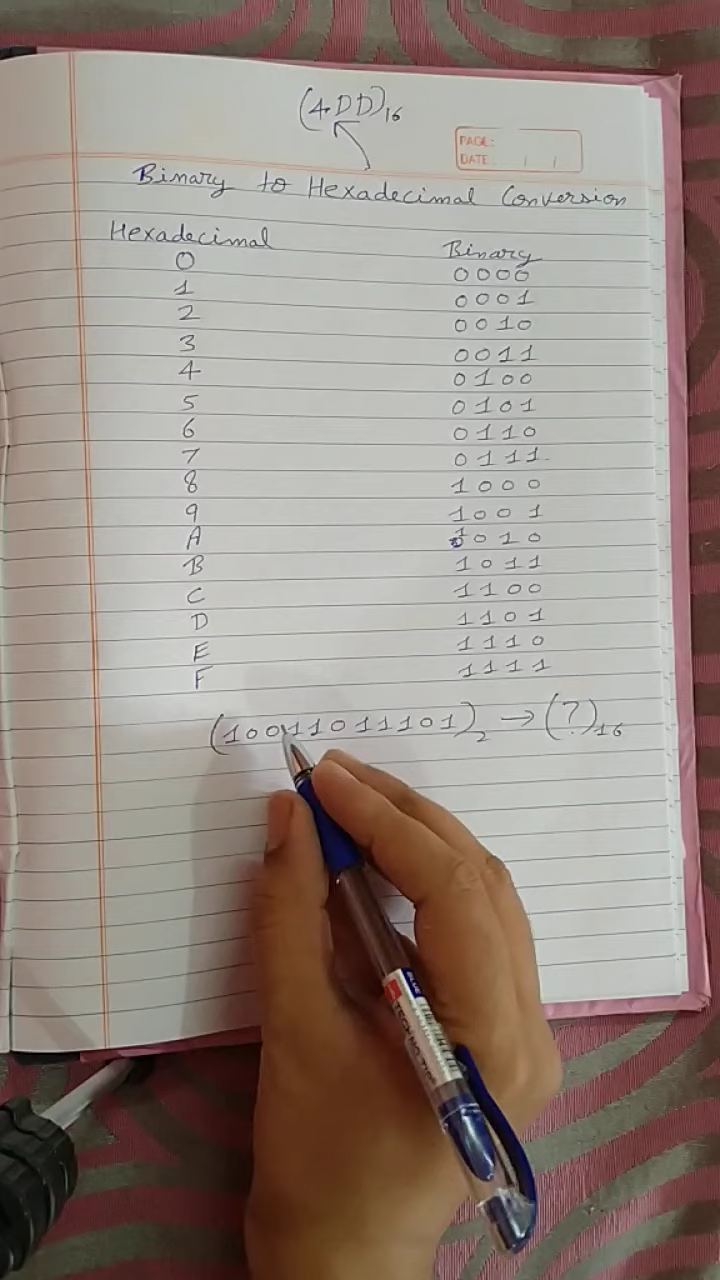 (4DD)16
PAGE:
DATE: / /
Binary to Hexadecimal Conversion
Hexadecimal Binary
0 0000
1 0001
2 0010
3 0011
4 0100
5 0101
6 0110
7 0111
8 1000
9 1001
A 1010
B 1011
C 1100
D 1101
E 1110
F 1111
(10011011101)2 → (?)16
BLUE